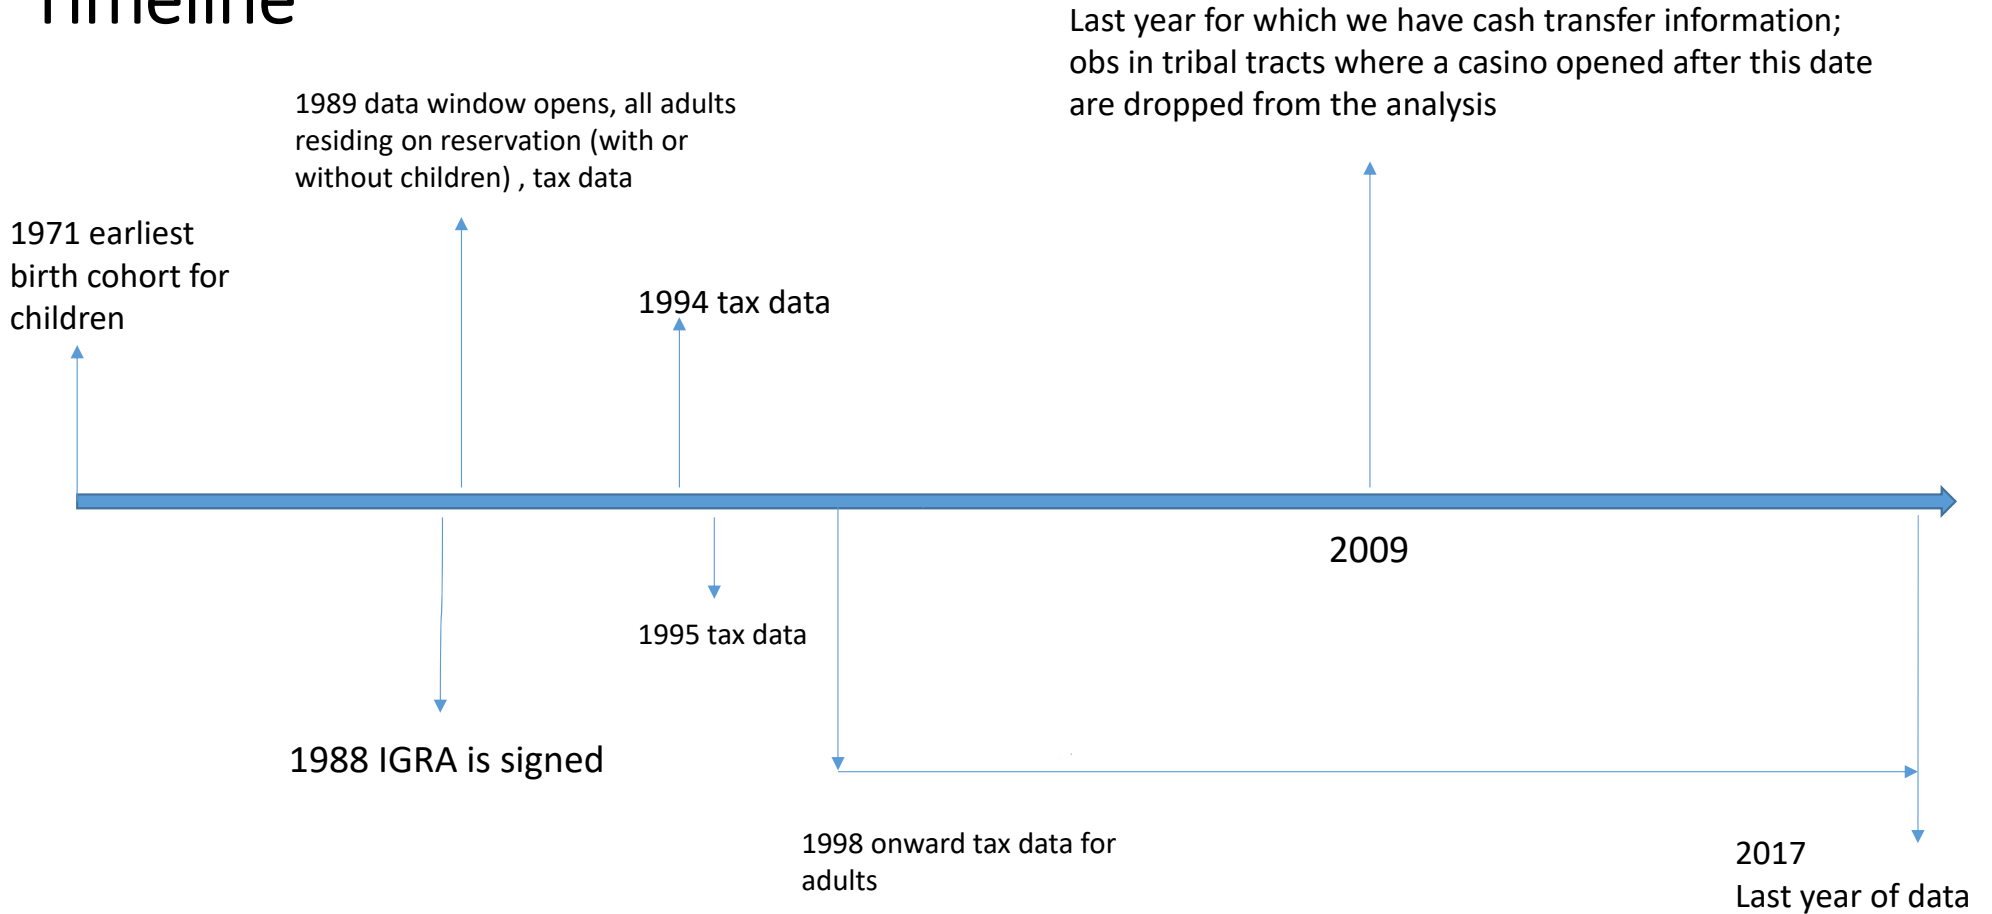 Timeline
Last year for which we have cash transfer information;
obs in tribal tracts where a casino opened after this date
are dropped from the analysis
1989 data window opens, all adults
residing on reservation (with or
without children) , tax data
1971 earliest
birth cohort for
children
1994 tax data
2009
1995 tax data
1988 IGRA is signed
1998 onward tax data for
adults
2017
Last year of data